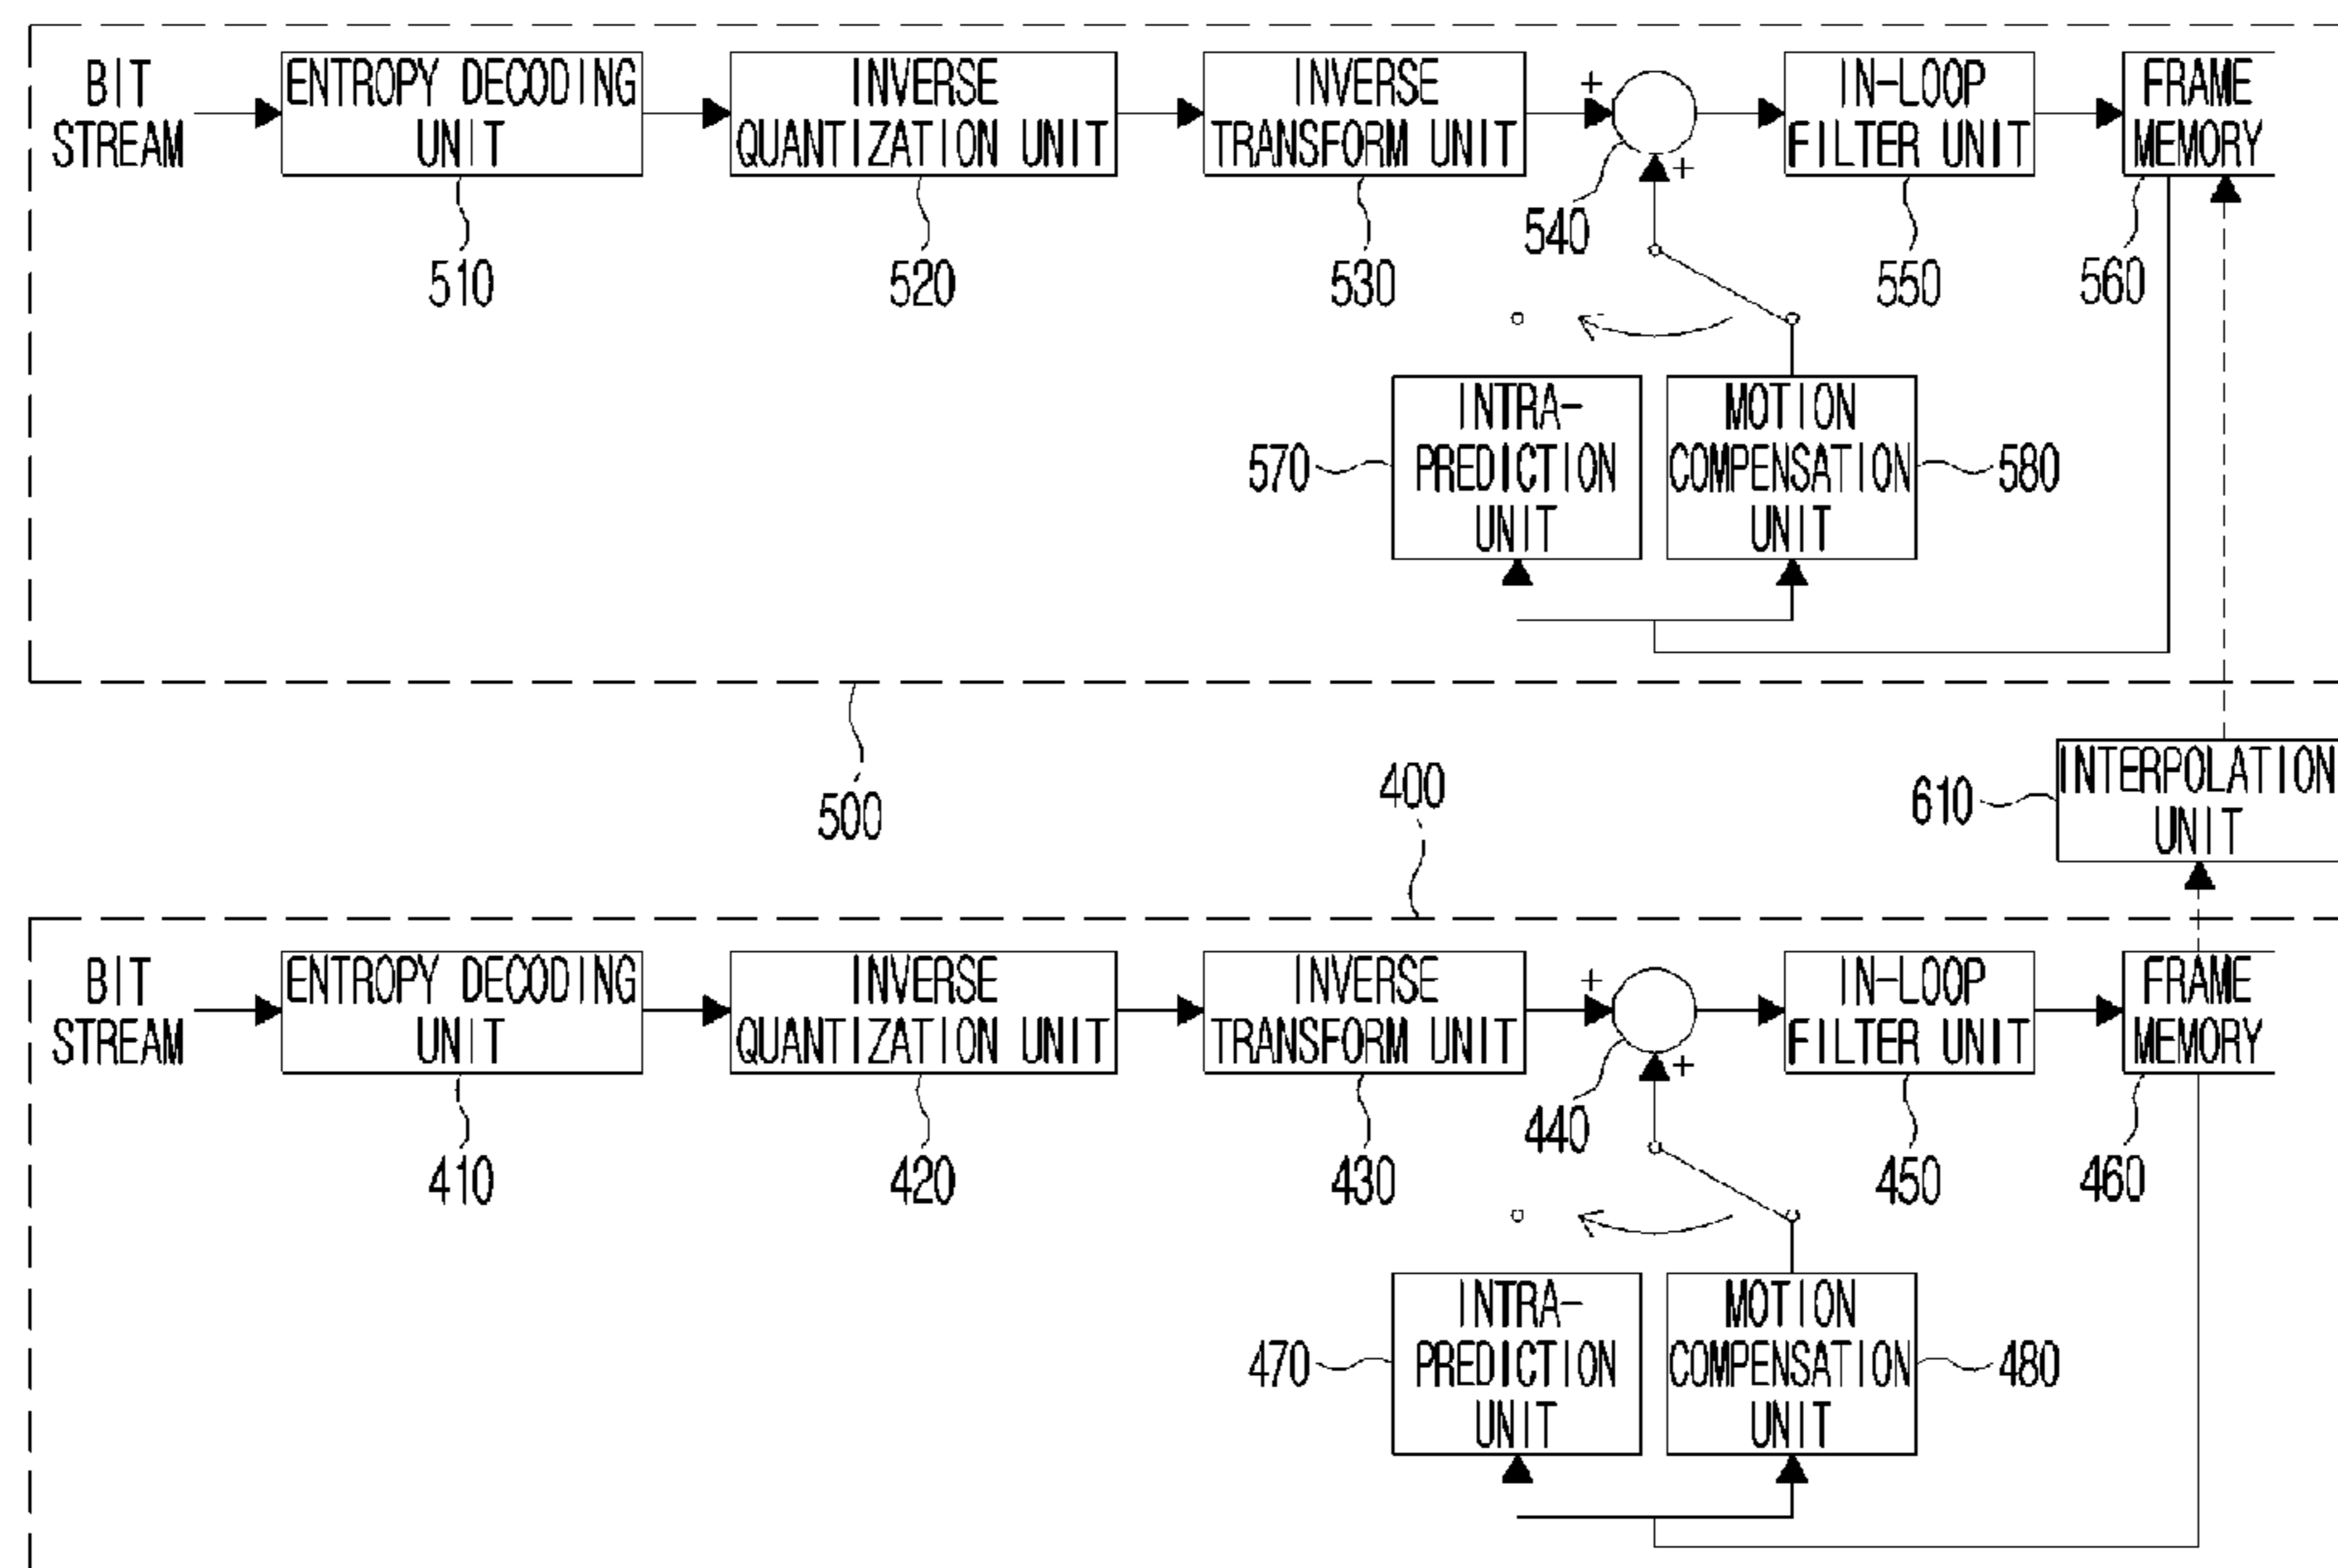 BIT
STREAM
ENTROPY DECODING
UNIT
INVERSE
QUANTIZATION UNIT
INVERSE
TRANSFORM UNIT
+
+
IN-LOOP
FILTER UNIT
FRAME
MEMORY
510
520
530
540
550
560
INTRA-
PREDICTION
UNIT
570
MOTION
COMPENSATION
UNIT
580
500
400
INTERPOLATION
UNIT
610
BIT
STREAM
ENTROPY DECODING
UNIT
INVERSE
QUANTIZATION UNIT
INVERSE
TRANSFORM UNIT
+
+
IN-LOOP
FILTER UNIT
FRAME
MEMORY
410
420
430
440
450
460
INTRA-
PREDICTION
UNIT
470
MOTION
COMPENSATION
UNIT
480